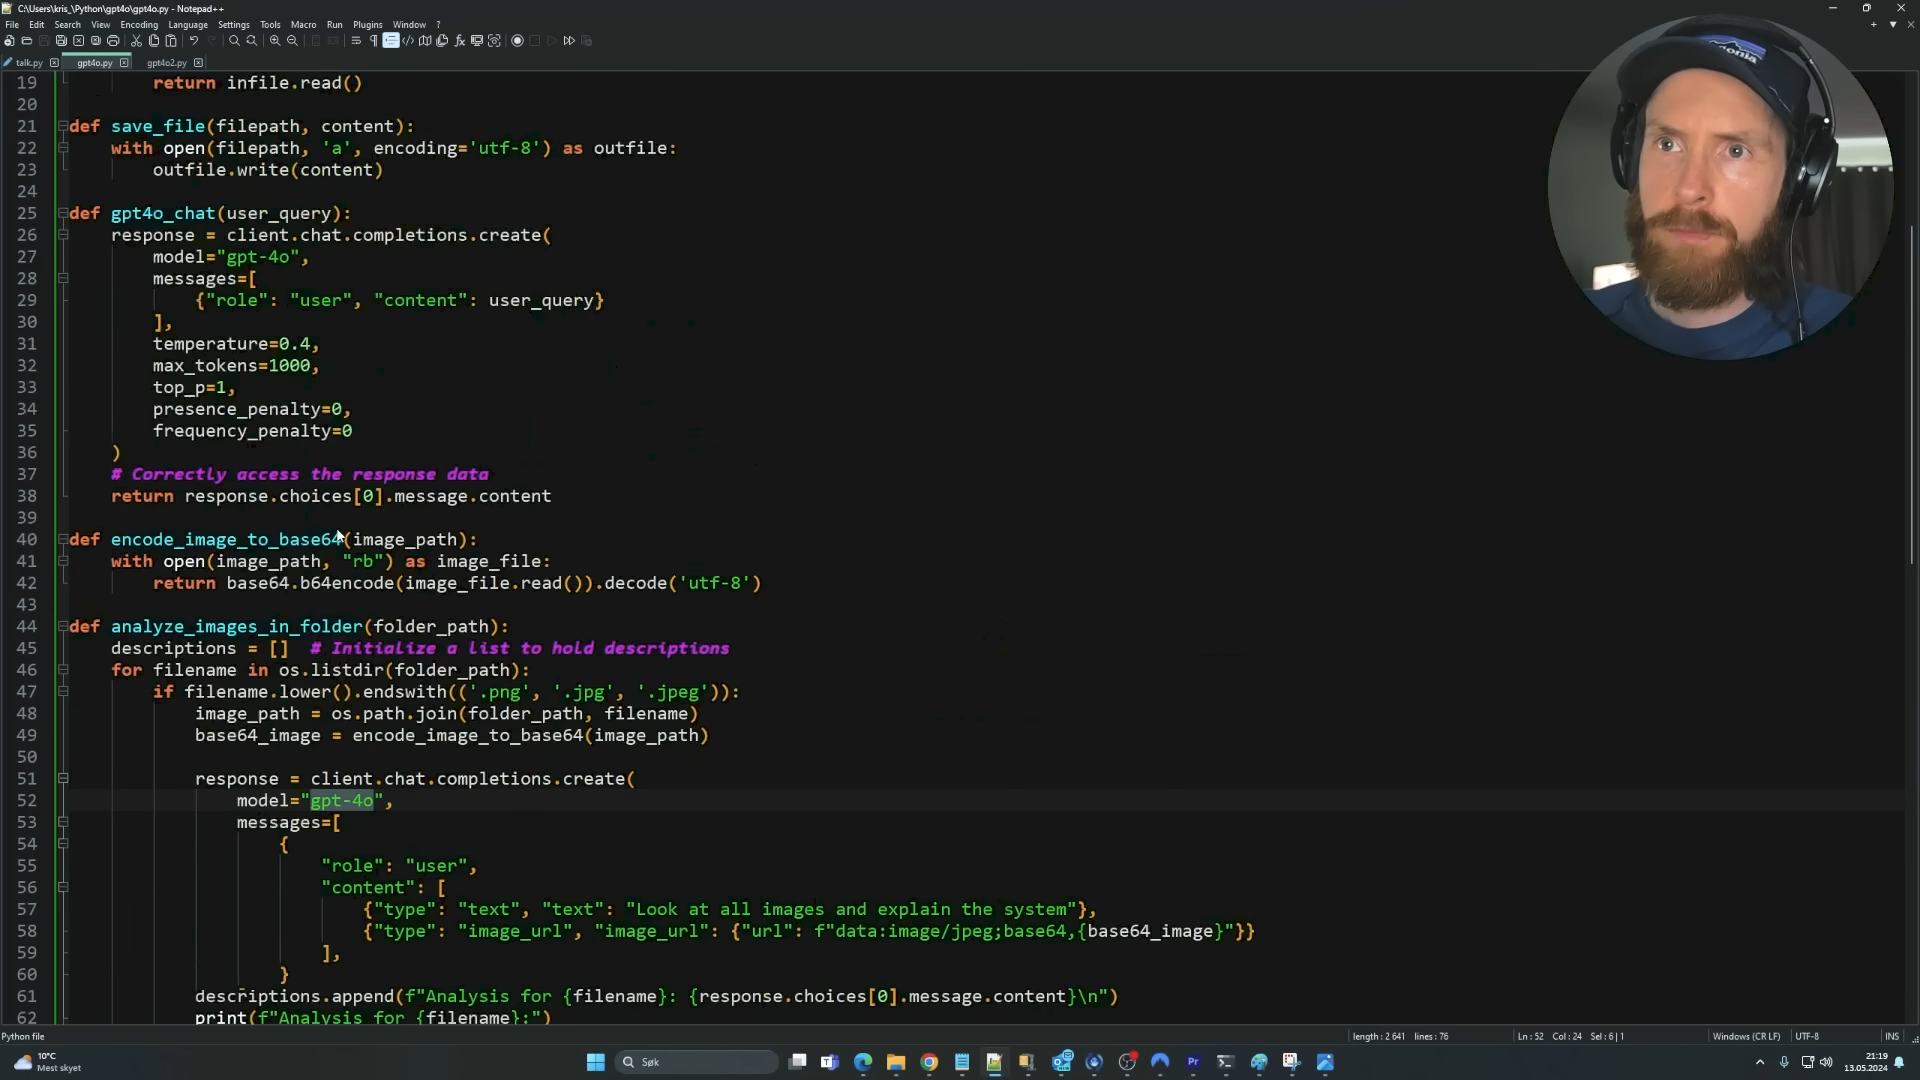 C:\Users\kris_\Python\gpt4o\gpt4o.py - Notepad++
File Edit Search View Encoding Language Settings Tools Macro Run Plugins Window ?
talk.py gpt4o.py gpt4o2.py
19 return infile.read()
20
21 def save_file(filepath, content):
22 with open(filepath, 'a', encoding='utf-8') as outfile:
23 outfile.write(content)
24
25 def gpt4o_chat(user_query):
26 response = client.chat.completions.create(
27 model="gpt-4o",
28 messages=[
29 {"role": "user", "content": user_query}
30 ],
31 temperature=0.4,
32 max_tokens=1000,
33 top_p=1,
34 presence_penalty=0,
35 frequency_penalty=0
36 )
37 # Correctly access the response data
38 return response.choices[0].message.content
39
40 def encode_image_to_base64(image_path):
41 with open(image_path, "rb") as image_file:
42 return base64.b64encode(image_file.read()).decode('utf-8')
43
44 def analyze_images_in_folder(folder_path):
45 descriptions = [] # Initialize a list to hold descriptions
46 for filename in os.listdir(folder_path):
47 if filename.lower().endswith(('.png', '.jpg', '.jpeg')):
48 image_path = os.path.join(folder_path, filename)
49 base64_image = encode_image_to_base64(image_path)
50
51 response = client.chat.completions.create(
52 model="gpt-4o",
53 messages=[
54 {
55 "role": "user",
56 "content": [
57 {"type": "text", "text": "Look at all images and explain the system"},
58 {"type": "image_url", "image_url": {"url": f"data:image/jpeg;base64,{base64_image}"}}
59 ],
60 }
61 descriptions.append(f"Analysis for {filename}: {response.choices[0].message.content}\n")
62 print(f"Analysis for {filename}:")
Python file length : 2 641 lines : 76 Ln : 52 Col : 24 Sel : 6 | 1 Windows (CR LF) UTF-8 INS
10°C
Mest skyet
Søk
21:19
13.05.2024